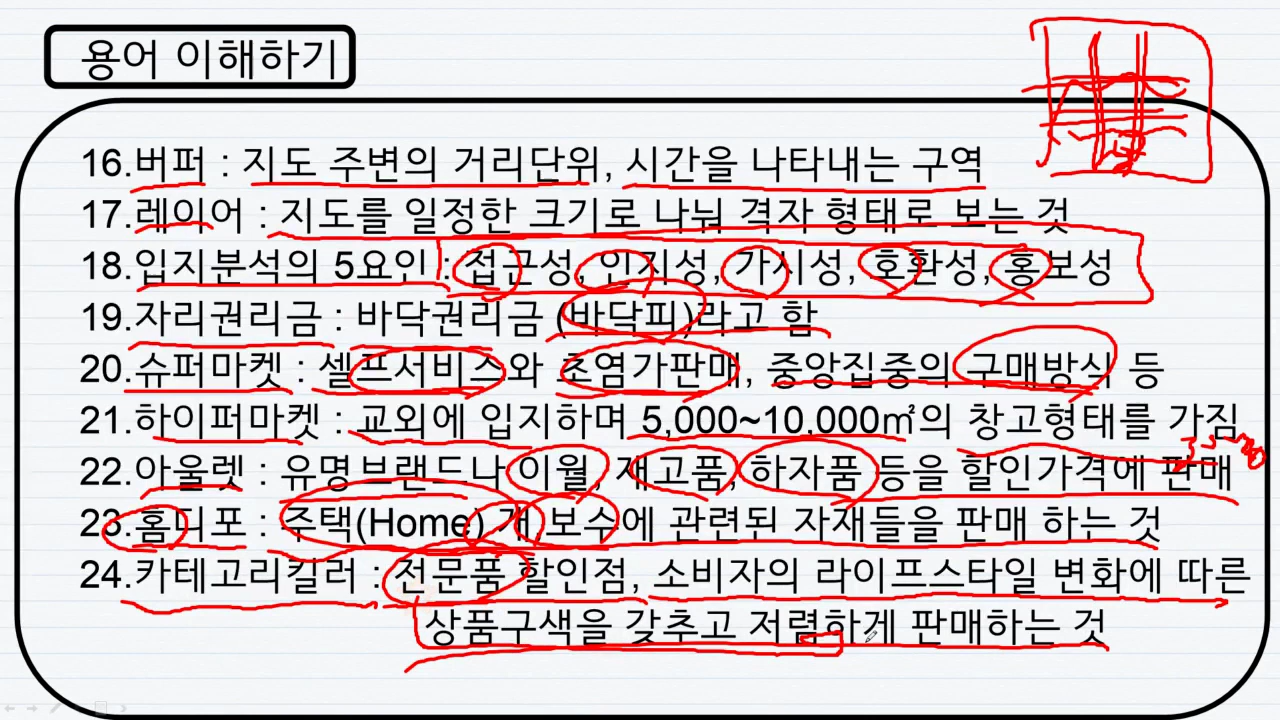 용어 이해하기
16.버퍼 : 지도 주변의 거리단위, 시간을 나타내는 구역
17.레이어 : 지도를 일정한 크기로 나눠 격자 형태로 보는 것
18.입지분석의 5요인 : 접근성, 인지성, 가시성, 호환성, 홍보성
19.자리권리금 : 바닥권리금 (바닥피)라고 함
20.슈퍼마켓 : 셀프서비스와 초염가판매, 중앙집중의 구매방식 등
21.하이퍼마켓 : 교외에 입지하며 5,000~10,000㎡의 창고형태를 가짐
22.아울렛 : 유명브랜드나 이월, 재고품, 하자품 등을 할인가격에 판매
23.홈디포 : 주택(Home) 개,보수에 관련된 자재들을 판매 하는 것
24.카테고리킬러 : 전문품 할인점, 소비자의 라이프스타일 변화에 따른
상품구색을 갖추고 저렴하게 판매하는 것